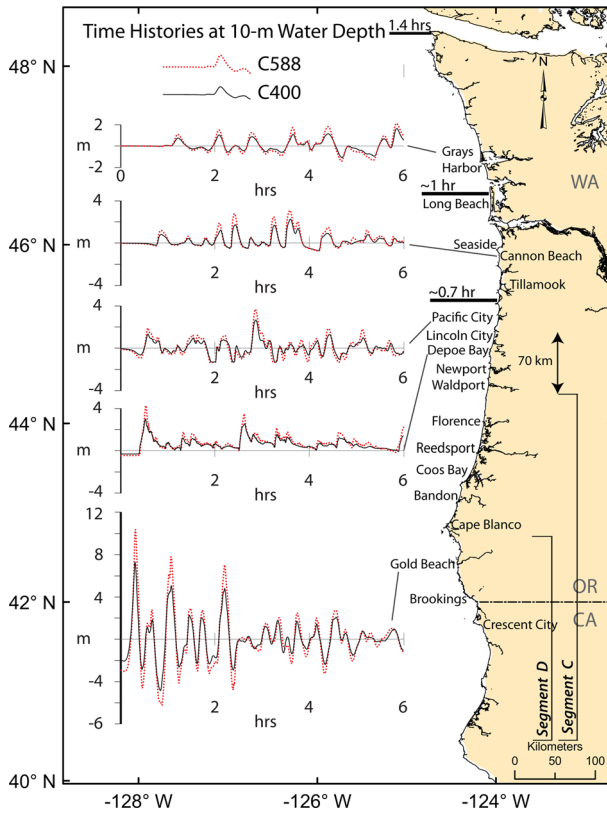 Time Histories at 10-m Water Depth
1.4 hrs
48° N
C588
C400
N
2
m
-2
0
2
4
6
hrs
Grays
Harbor
WA
~1 hr
Long Beach
4
m
-4
2
4
6
hrs
46° N
Seaside
Cannon Beach
Tillamook
~0.7 hr
4
m
-4
2
4
6
hrs
Pacific City
Lincoln City
Depoe Bay
Newport
Waldport
70 km
44° N
4
m
-4
2
4
6
hrs
Florence
Reedsport
Coos Bay
Bandon
Cape Blanco
Gold Beach
12
8
4
m
-4
-6
2
4
6
hrs
42° N
Brookings
OR
CA
Crescent City
Segment D
Segment C
Kilometers
0
50
100
40° N
-128° W
-126° W
-124° W